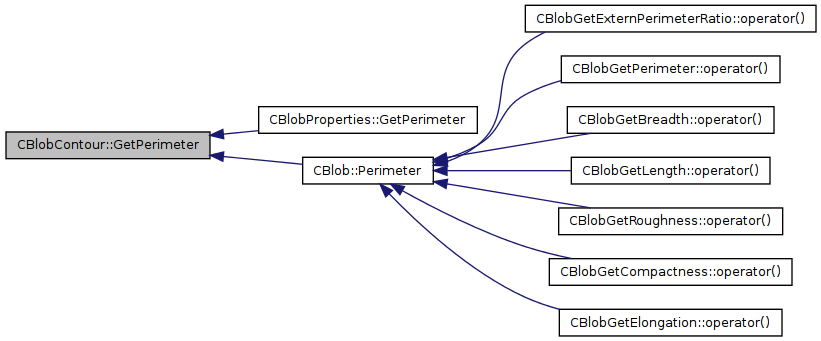 CBlobGetExternPerimeterRatio::operator()
CBlobGetPerimeter::operator()
CBlobProperties::GetPerimeter
CBlobGetBreadth::operator()
CBlobContour::GetPerimeter
CBlob::Perimeter
CBlobGetLength::operator()
CBlobGetRoughness::operator()
CBlobGetCompactness::operator()
CBlobGetElongation::operator()